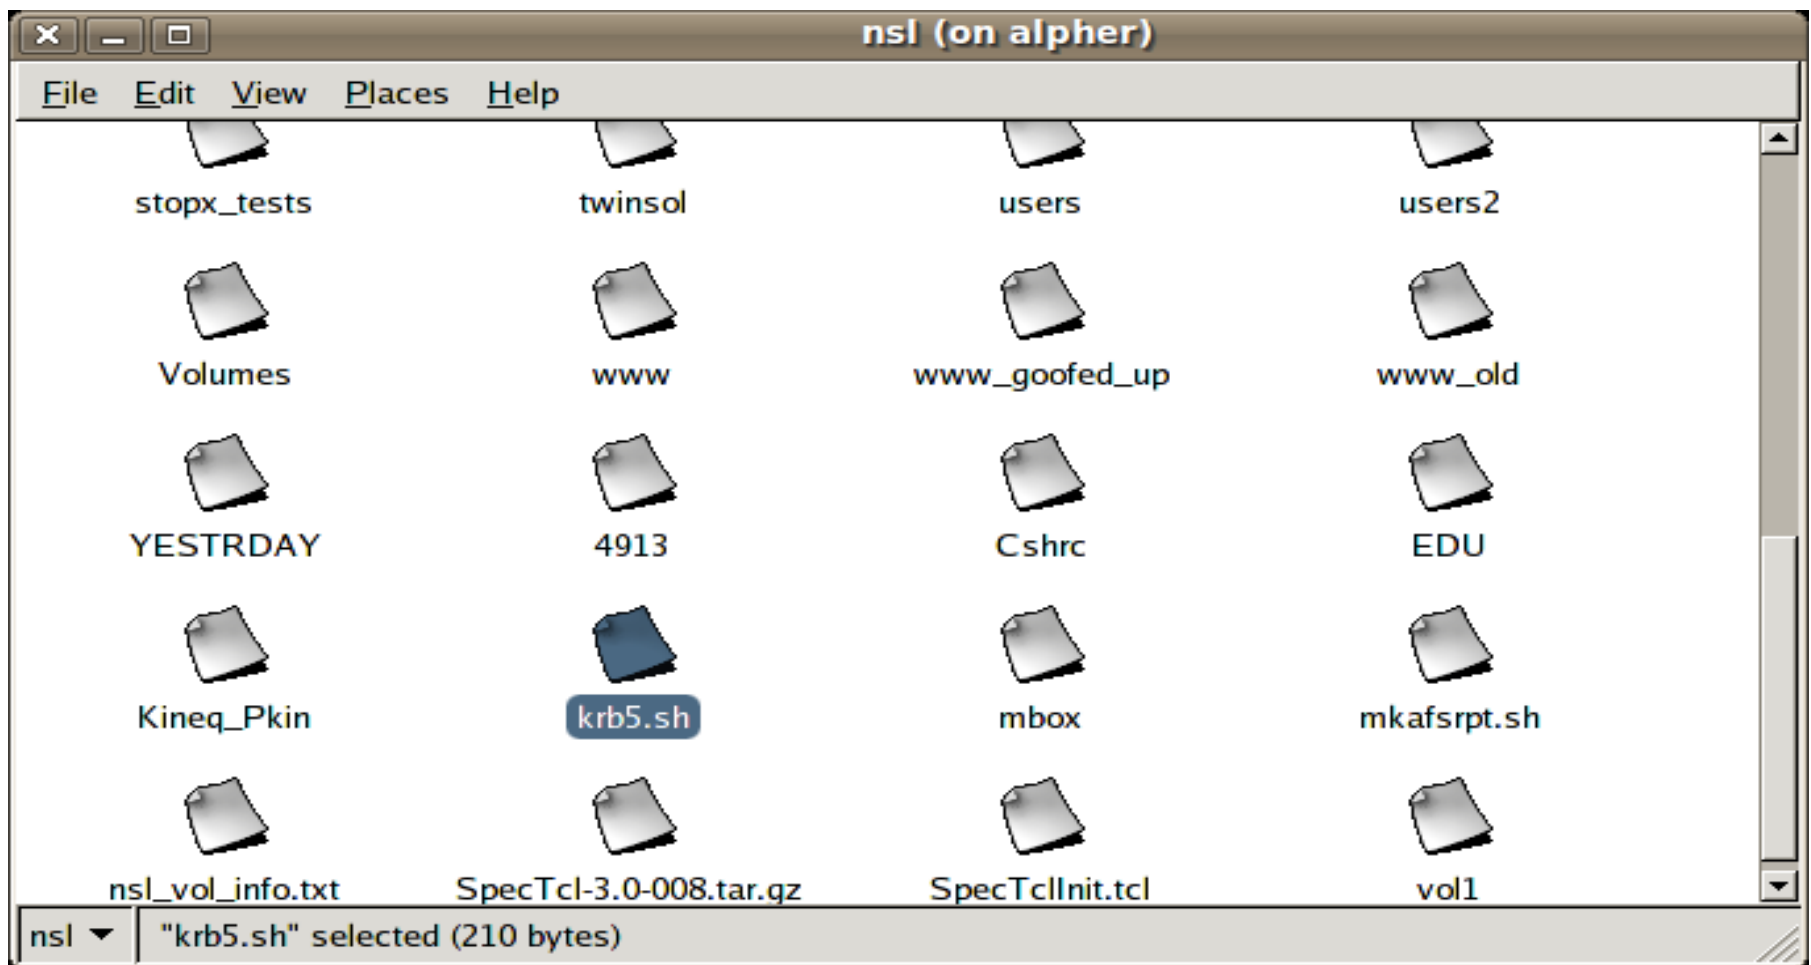 nsl (on alpher)
File Edit View Places Help
stopx_tests twinsol users users2
Volumes www www_goofed_up www_old
YESTRDAY 4913 Cshrc EDU
Kineq_Pkin krb5.sh mbox mkafsrpt.sh
nsl_vol_info.txt SpecTcl-3.0-008.tar.gz SpecTclInit.tcl vol1
nsl "krb5.sh" selected (210 bytes)